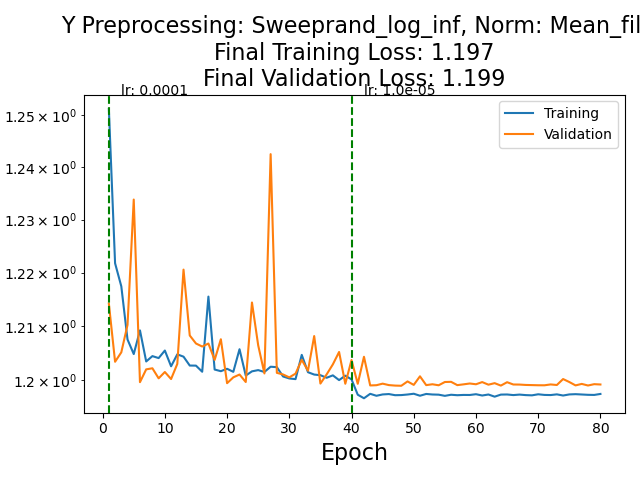 Y Preprocessing: Sweeprand_log_inf, Norm: Mean_fil
Final Training Loss: 1.197
Final Validation Loss: 1.199
lr: 0.0001
lr: 1.0e-05
Training
Validation
1.25 × 10⁰
1.24 × 10⁰
1.23 × 10⁰
1.22 × 10⁰
1.21 × 10⁰
1.2 × 10⁰
0 10 20 30 40 50 60 70 80
Epoch